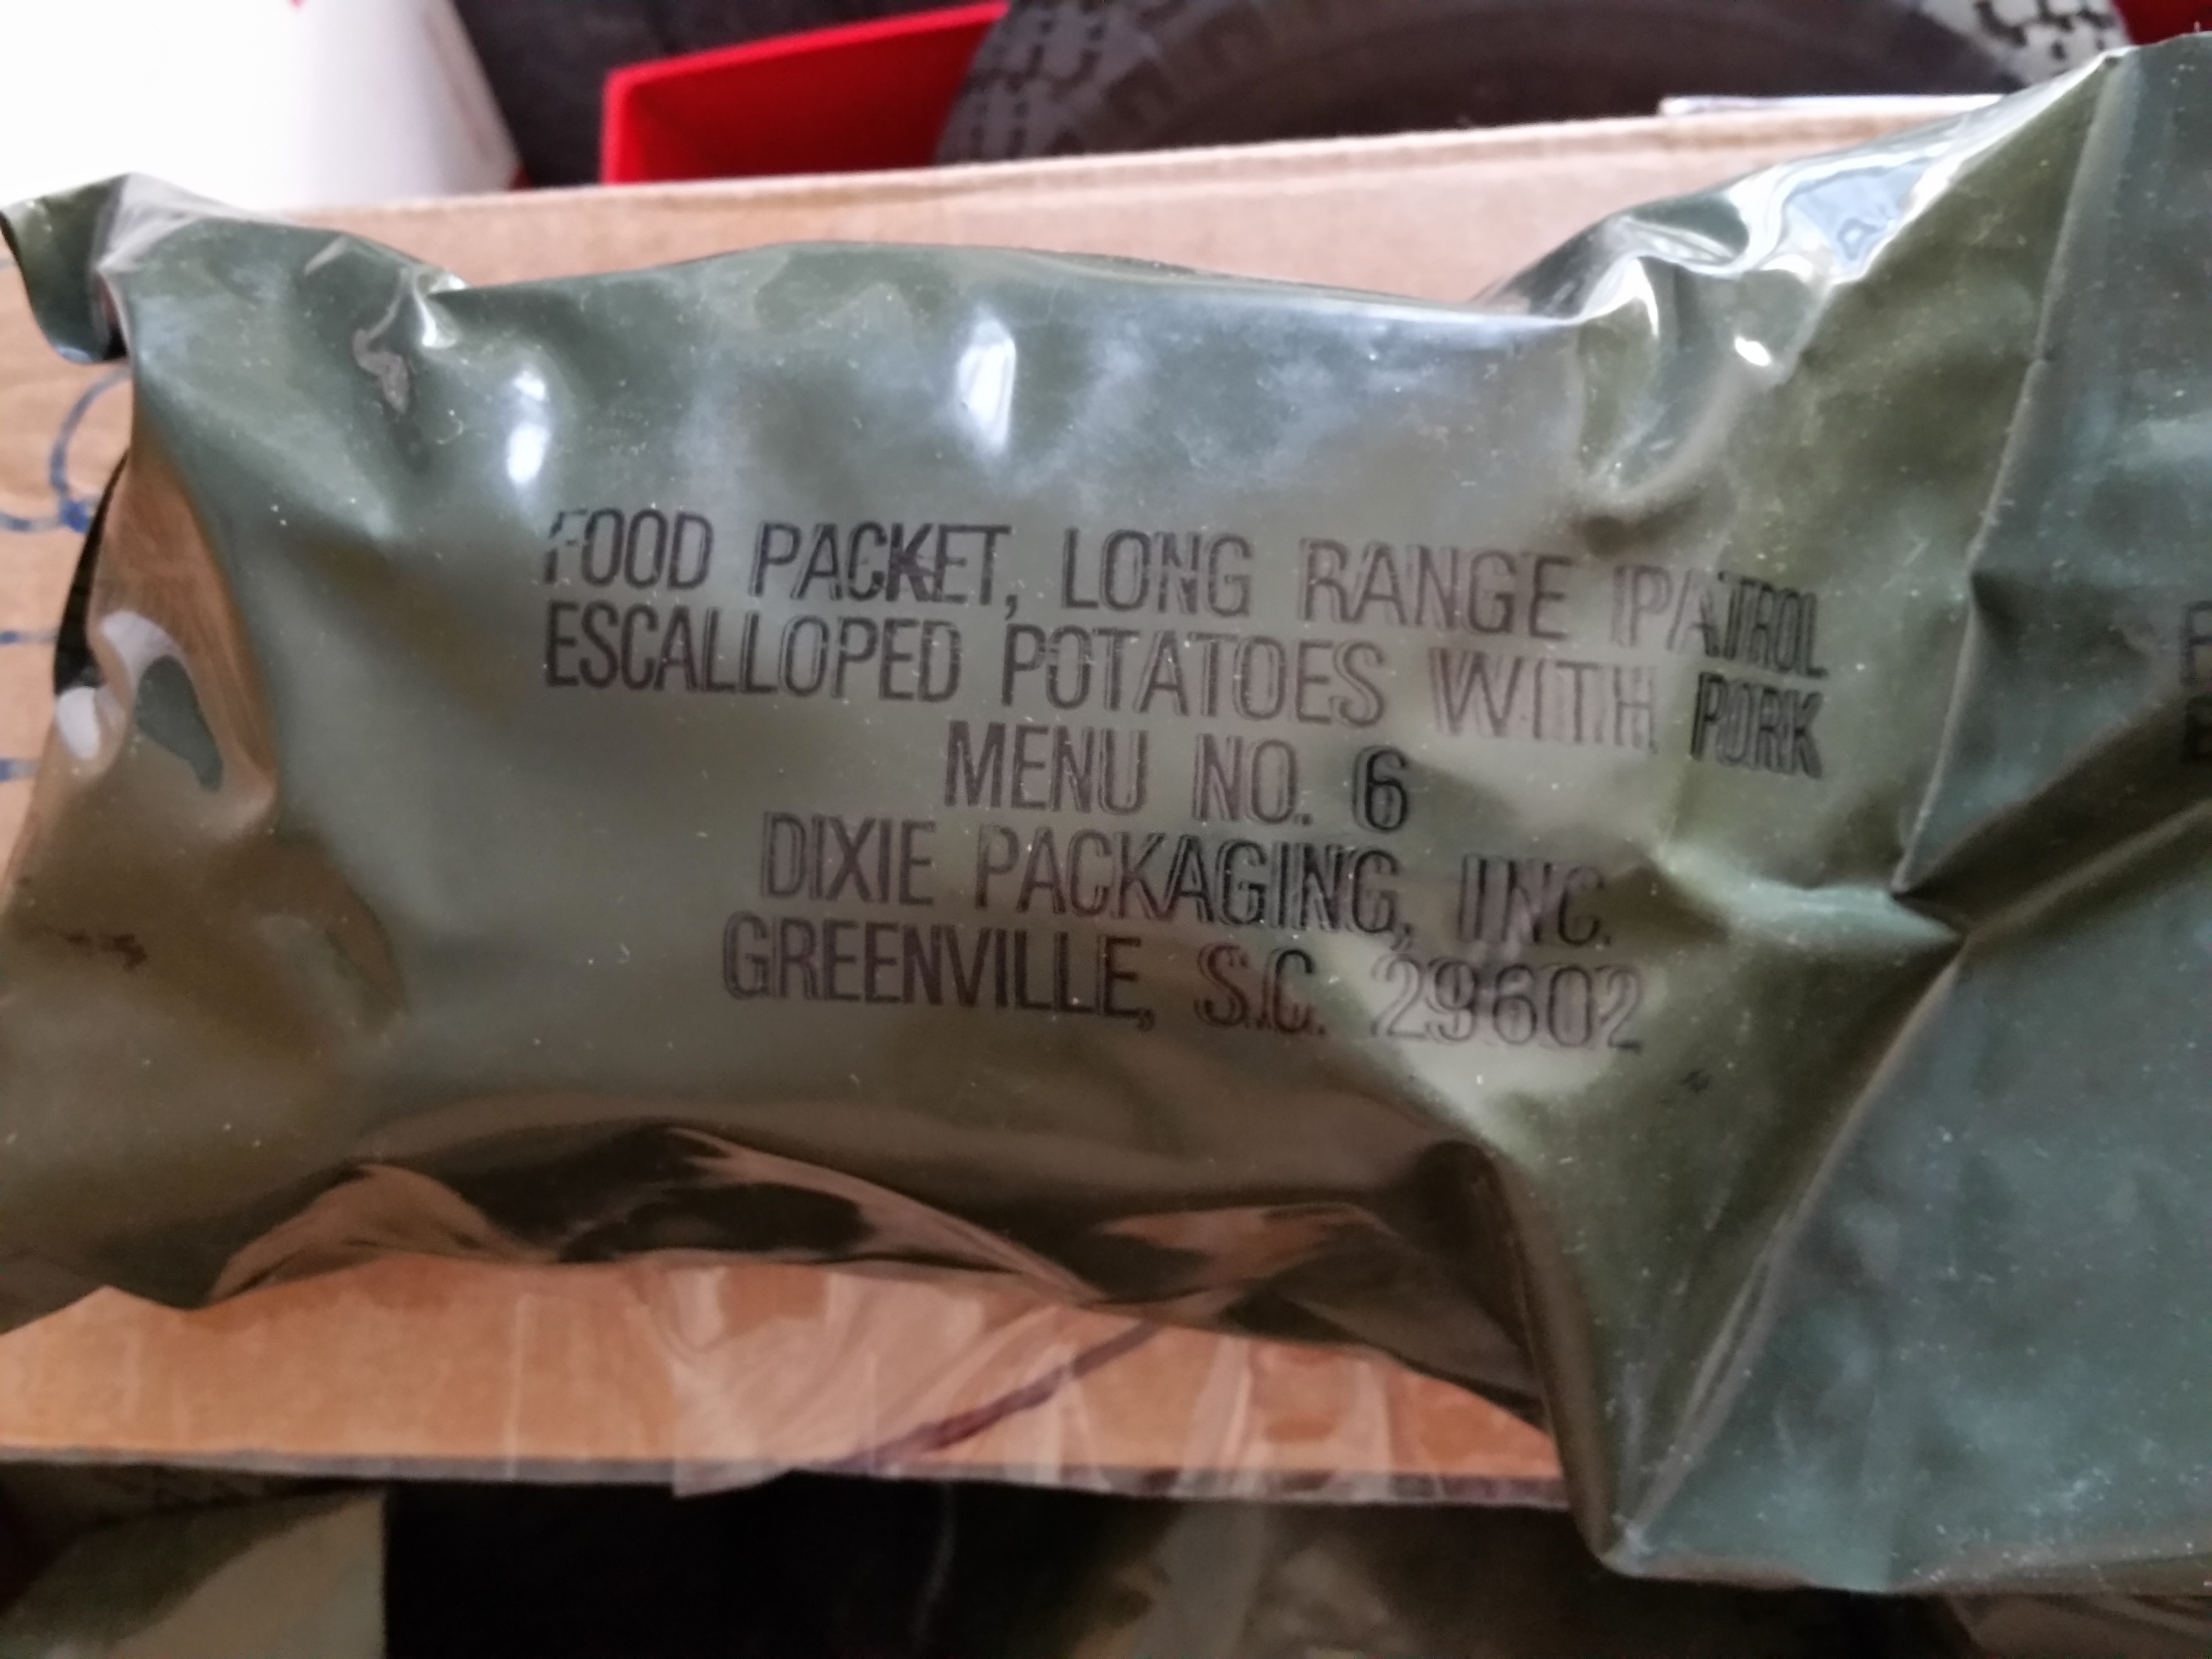 FOOD PACKET, LONG RANGE PATROL
ESCALLOPED POTATOES WITH PORK
MENU NO. 6
DIXIE PACKAGING, INC.
GREENVILLE, S.C. 29602